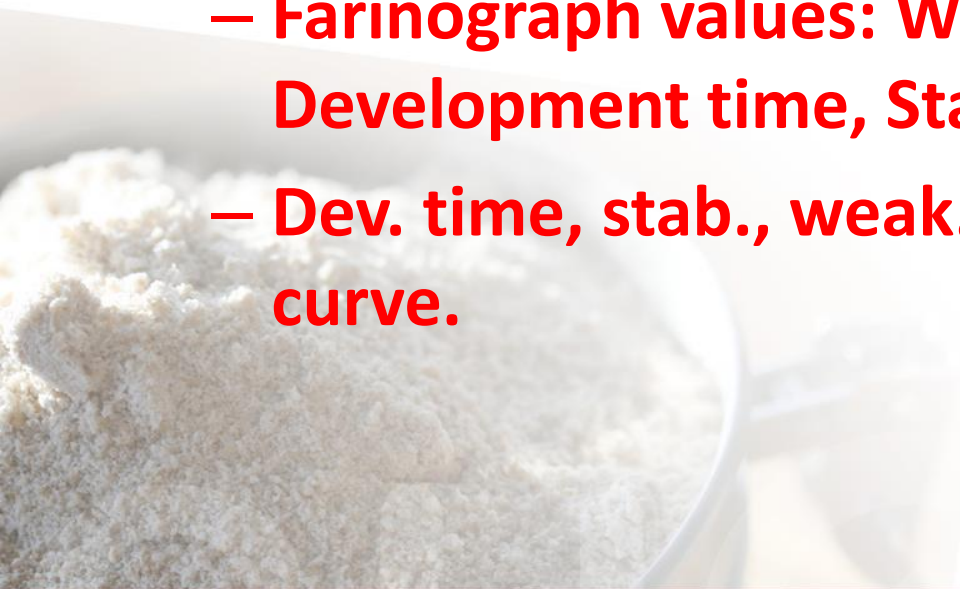 – Farinograph values: W
Development time, Sta
– Dev. time, stab., weak.
curve.